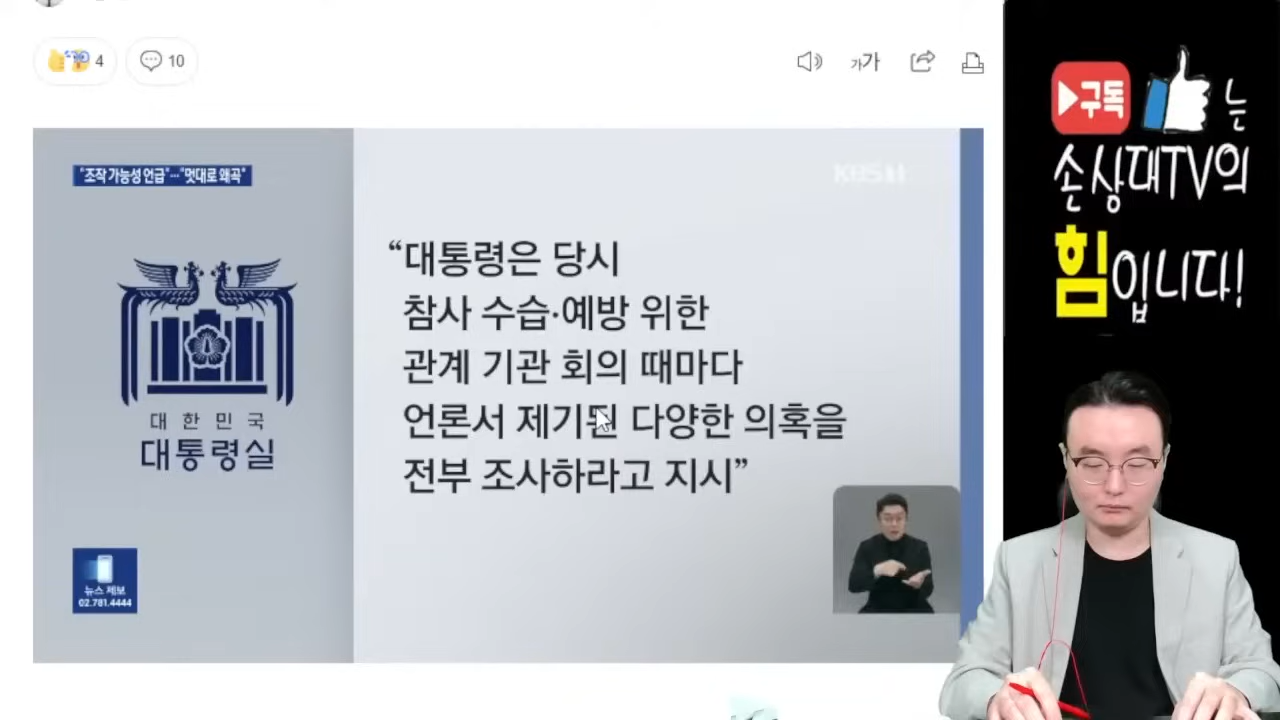 4
10
가가
"조작 가능성 언급"…"멋대로 왜곡"
KBS
“대통령은 당시
참사 수습·예방 위한
관계 기관 회의 때마다
언론서 제기된 다양한 의혹을
전부 조사하라고 지시”
대한민국
대통령실
뉴스 제보
02.781.4444
구독 는
손상대TV의
힘입니다!